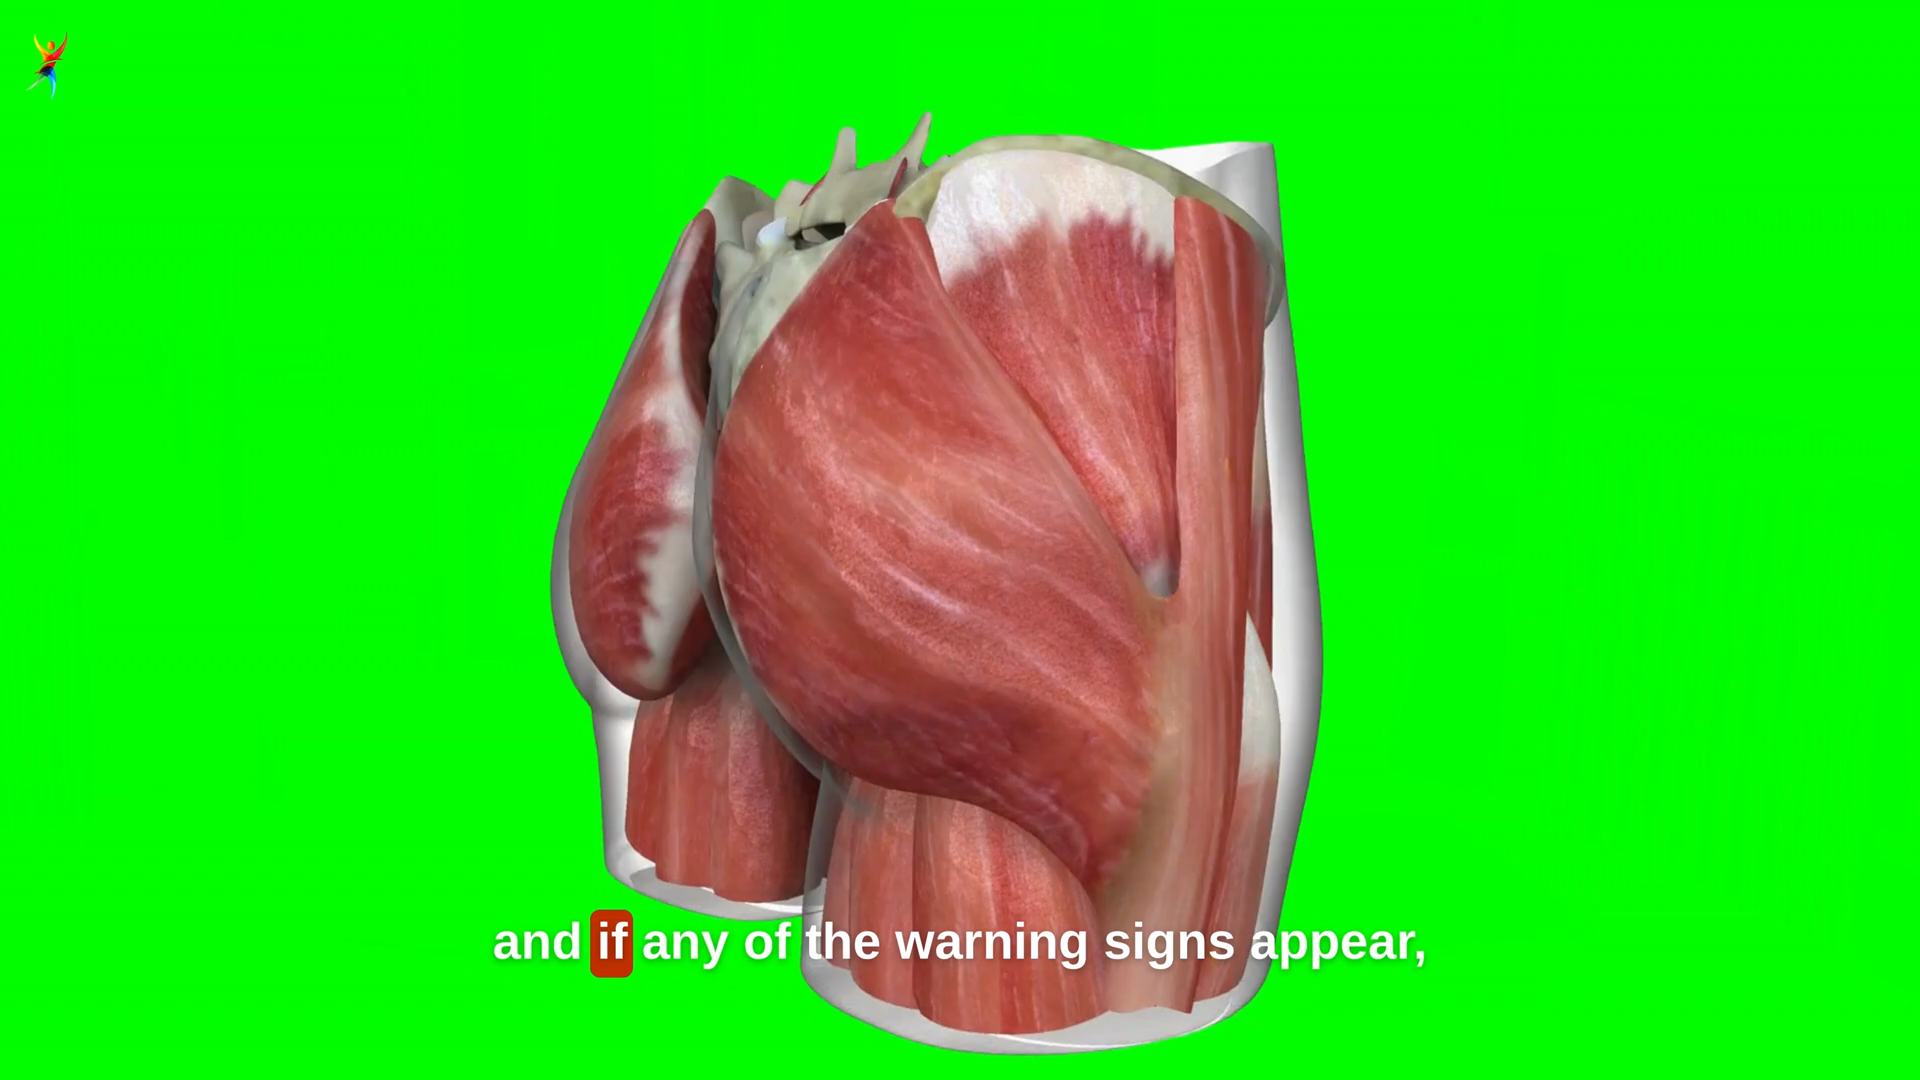 and if any of the warning signs appear,